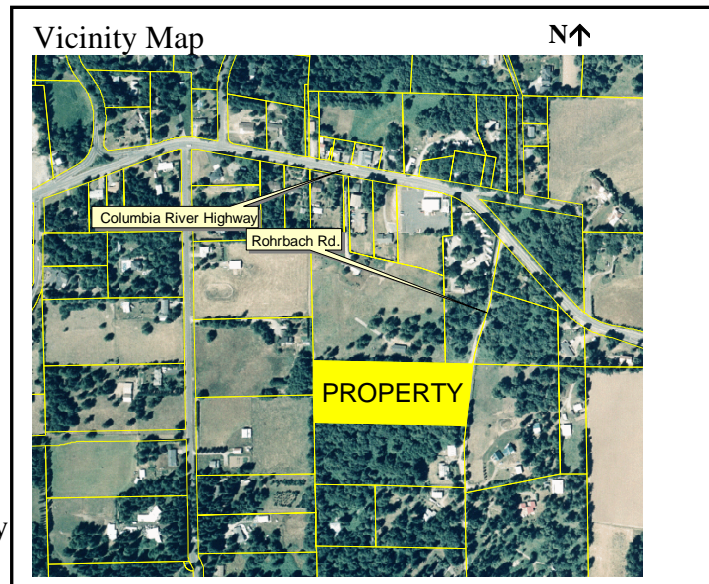 Vicinity Map
N
Columbia River Highway
Rohrbach Rd.
PROPERTY
y